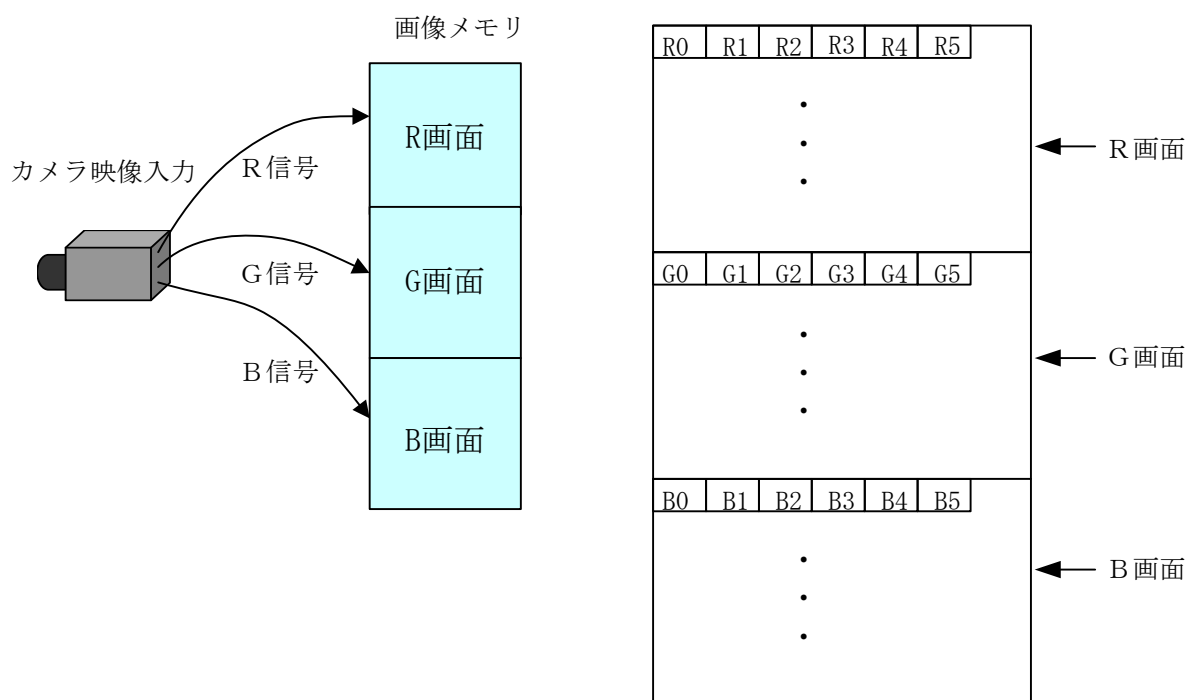 画像メモリ
R画面
G画面
B画面
カメラ映像入力
Ｒ信号
Ｇ信号
Ｂ信号
R0 R1 R2 R3 R4 R5
Ｒ画面
G0 G1 G2 G3 G4 G5
Ｇ画面
B0 B1 B2 B3 B4 B5
Ｂ画面